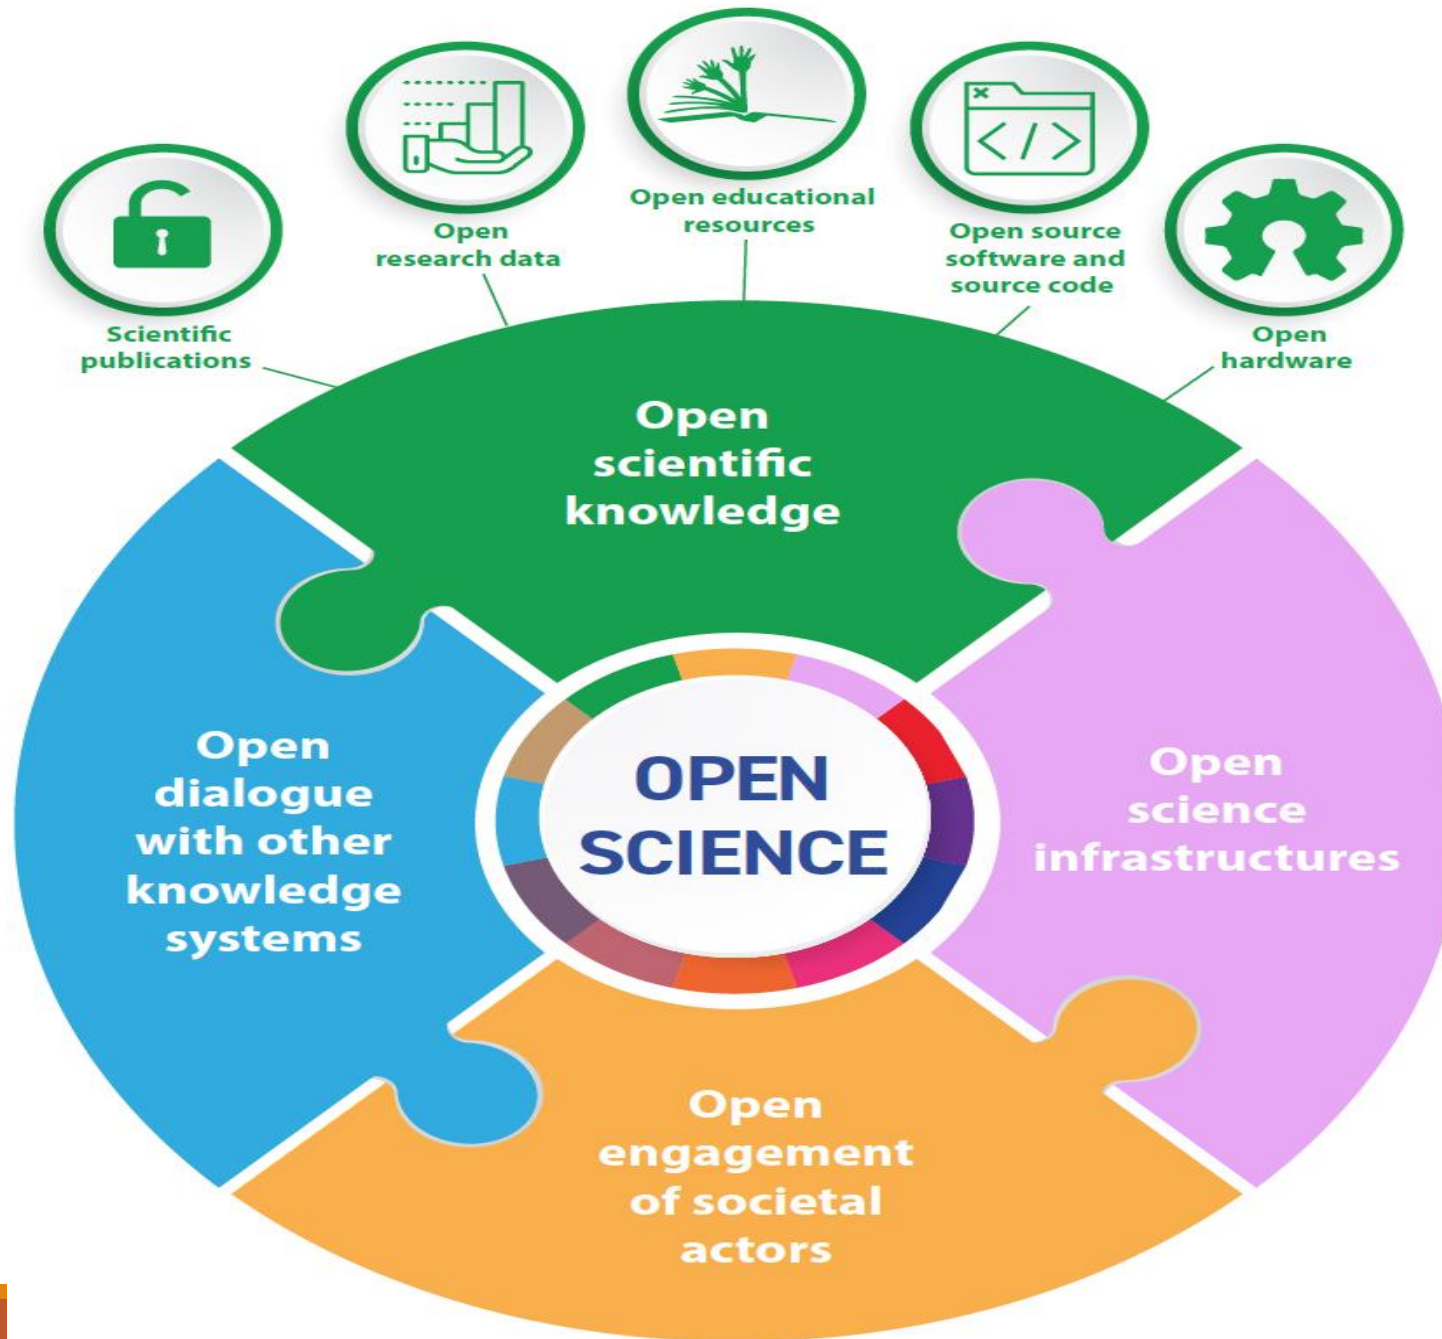 Open educational
resources
Open
research data
Open source
software and
source code
Scientific
publications
Open
hardware
Open
scientific
knowledge
Open
dialogue
with other
knowledge
systems
OPEN
SCIENCE
Open
science
infrastructures
Open
engagement
of societal
actors